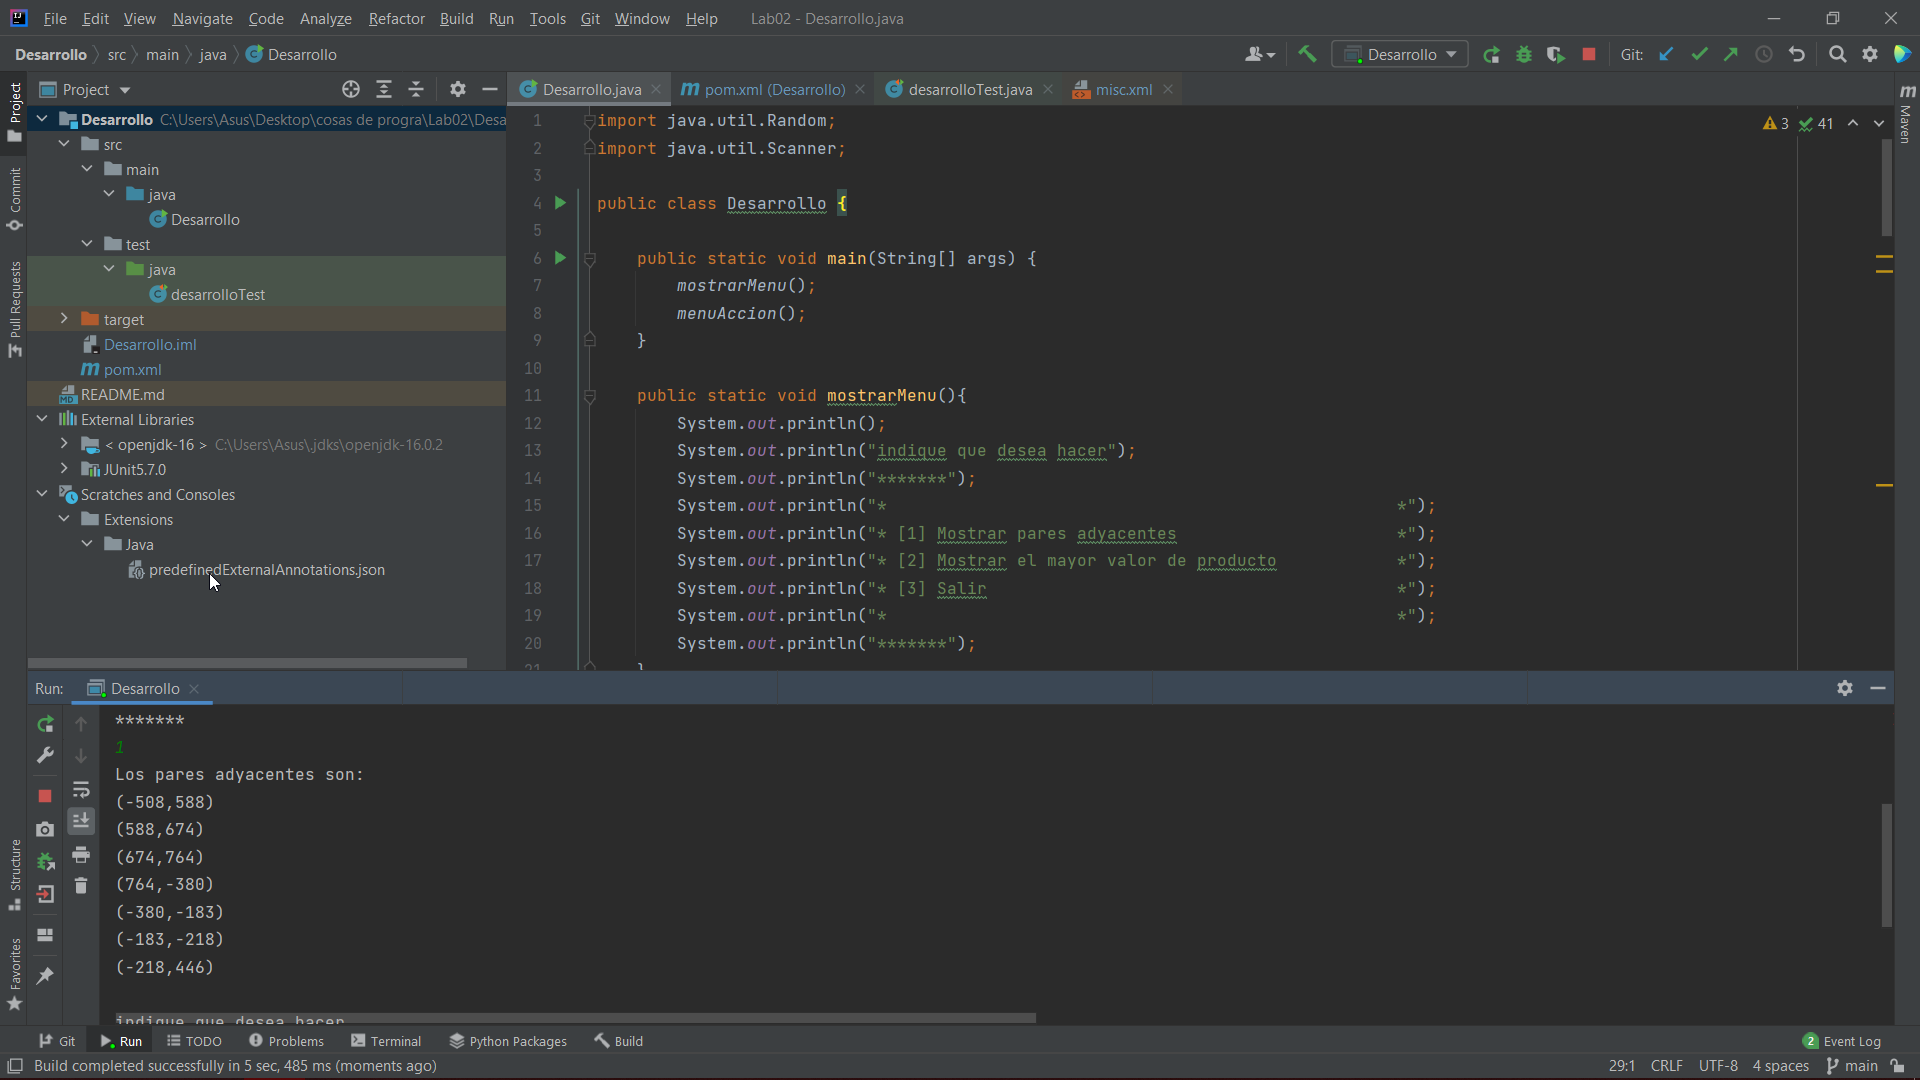 File Edit View Navigate Code Analyze Refactor Build Run Tools Git Window Help Lab02 - Desarrollo.java
Desarrollo src main java Desarrollo
Desarrollo Git:
Project
Desarrollo.java pom.xml (Desarrollo) desarrolloTest.java misc.xml
Project
Commit
Pull Requests
Structure
Favorites
Maven
Desarrollo C:\Users\Asus\Desktop\cosas de progra\Lab02\Desa
src
main
java
Desarrollo
test
java
desarrolloTest
target
Desarrollo.iml
pom.xml
README.md
External Libraries
< openjdk-16 > C:\Users\Asus\.jdks\openjdk-16.0.2
JUnit5.7.0
Scratches and Consoles
Extensions
Java
predefinedExternalAnnotations.json
3 41
1 import java.util.Random;
2 import java.util.Scanner;
3
4 public class Desarrollo {
5
6 public static void main(String[] args) {
7 mostrarMenu();
8 menuAccion();
9 }
10
11 public static void mostrarMenu(){
12 System.out.println();
13 System.out.println("indique que desea hacer");
14 System.out.println("*******");
15 System.out.println("* *");
16 System.out.println("* [1] Mostrar pares adyacentes *");
17 System.out.println("* [2] Mostrar el mayor valor de producto *");
18 System.out.println("* [3] Salir *");
19 System.out.println("* *");
20 System.out.println("*******");
21 }
Run: Desarrollo
*******
1
Los pares adyacentes son:
(-508,588)
(588,674)
(674,764)
(764,-380)
(-380,-183)
(-183,-218)
(-218,446)
indique que desea hacer
Git Run TODO Problems Terminal Python Packages Build 2 Event Log
Build completed successfully in 5 sec, 485 ms (moments ago) 29:1 CRLF UTF-8 4 spaces main